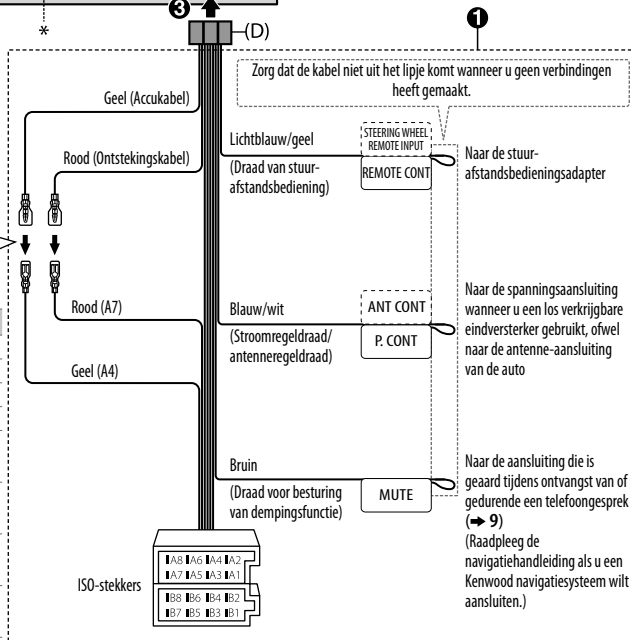 ❸
*
(D)
❶
Zorg dat de kabel niet uit het lipje komt wanneer u geen verbindingen
heeft gemaakt.
Geel (Accukabel)
Rood (Ontstekingskabel)
Lichtblauw/geel
(Draad van stuur-
afstandsbediening)
STEERING WHEEL
REMOTE INPUT
REMOTE CONT
Naar de stuur-
afstandsbedieningsadapter
Rood (A7)
Geel (A4)
Blauw/wit
(Stroomregeldraad/
antenneregeldraad)
ANT CONT
P. CONT
Naar de spanningsaansluiting
wanneer u een los verkrijgbare
eindversterker gebruikt, ofwel
naar de antenne-aansluiting
van de auto
Bruin
(Draad voor besturing
van dempingsfunctie)
MUTE
Naar de aansluiting die is
geaard tijdens ontvangst van of
gedurende een telefoongesprek
(➜ 9)
(Raadpleeg de
navigatiehandleiding als u een
Kenwood navigatiesysteem wilt
aansluiten.)
ISO-stekkers
A8 A6 A4 A2
A7 A5 A3 A1
B8 B6 B4 B2
B7 B5 B3 B1